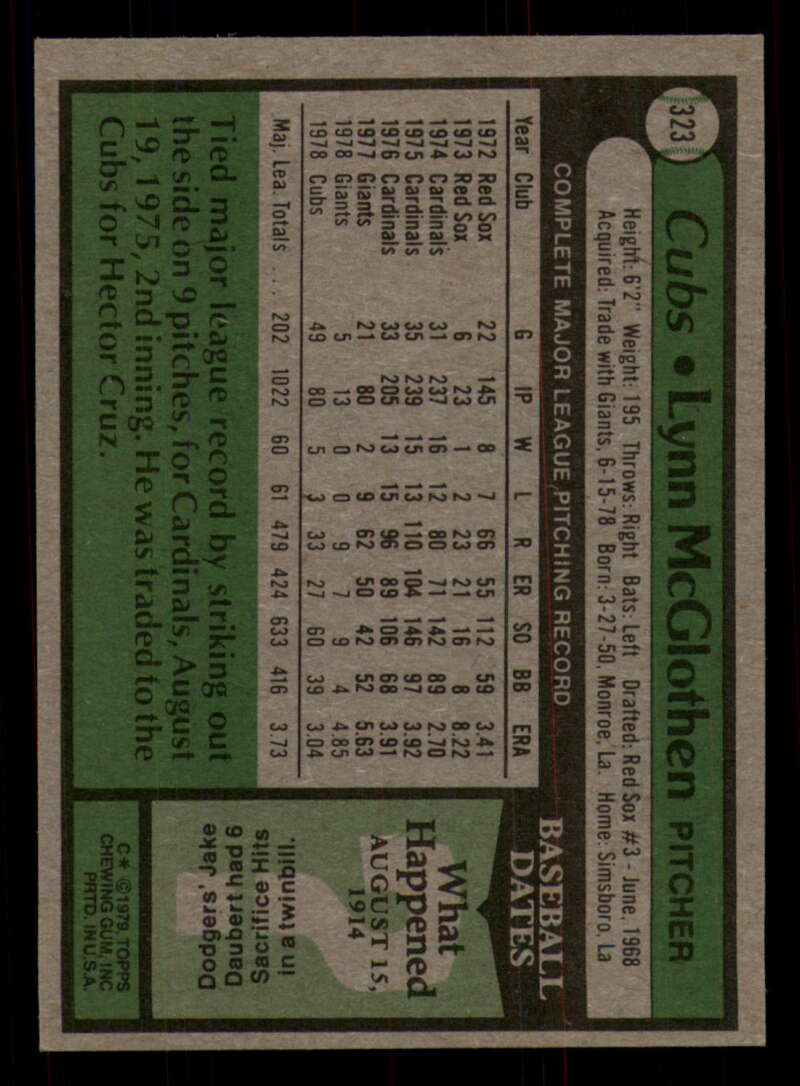 323
Cubs • Lynn McGlothen PITCHER
Height: 6'2" Weight: 195 Throws: Right Bats: Left Drafted: Red Sox #3 - June, 1968
Acquired: Trade with Giants, 6-15-78 Born: 3-27-50, Monroe, La. Home: Simsboro, La
COMPLETE MAJOR LEAGUE PITCHING RECORD
Year Club G IP W L R ER SO BB ERA
1972 Red Sox 22 145 8 7 66 55 112 59 3.41
1973 Red Sox 6 23 1 2 23 21 16 8 8.22
1974 Cardinals 31 237 16 12 80 71 142 89 2.70
1975 Cardinals 35 239 15 13 110 104 146 97 3.92
1976 Cardinals 33 205 13 15 96 89 106 68 3.91
1977 Giants 21 80 2 9 62 50 42 52 5.63
1978 Giants 5 13 0 0 9 7 9 4 4.85
1978 Cubs 49 80 5 3 33 27 60 39 3.04
Maj. Lea. Totals .... 202 1022 60 61 479 424 633 416 3.73
Tied major league record by striking out
the side on 9 pitches, for Cardinals, August
19, 1975, 2nd inning. He was traded to the
Cubs for Hector Cruz.
BASEBALL
DATES
What
Happened
AUGUST 15,
1914
Dodgers' Jake
Daubert had 6
Sacrifice Hits
in a twinbill.
C* ©1979, TOPPS
CHEWING GUM, INC
PRTD. IN U.S.A.